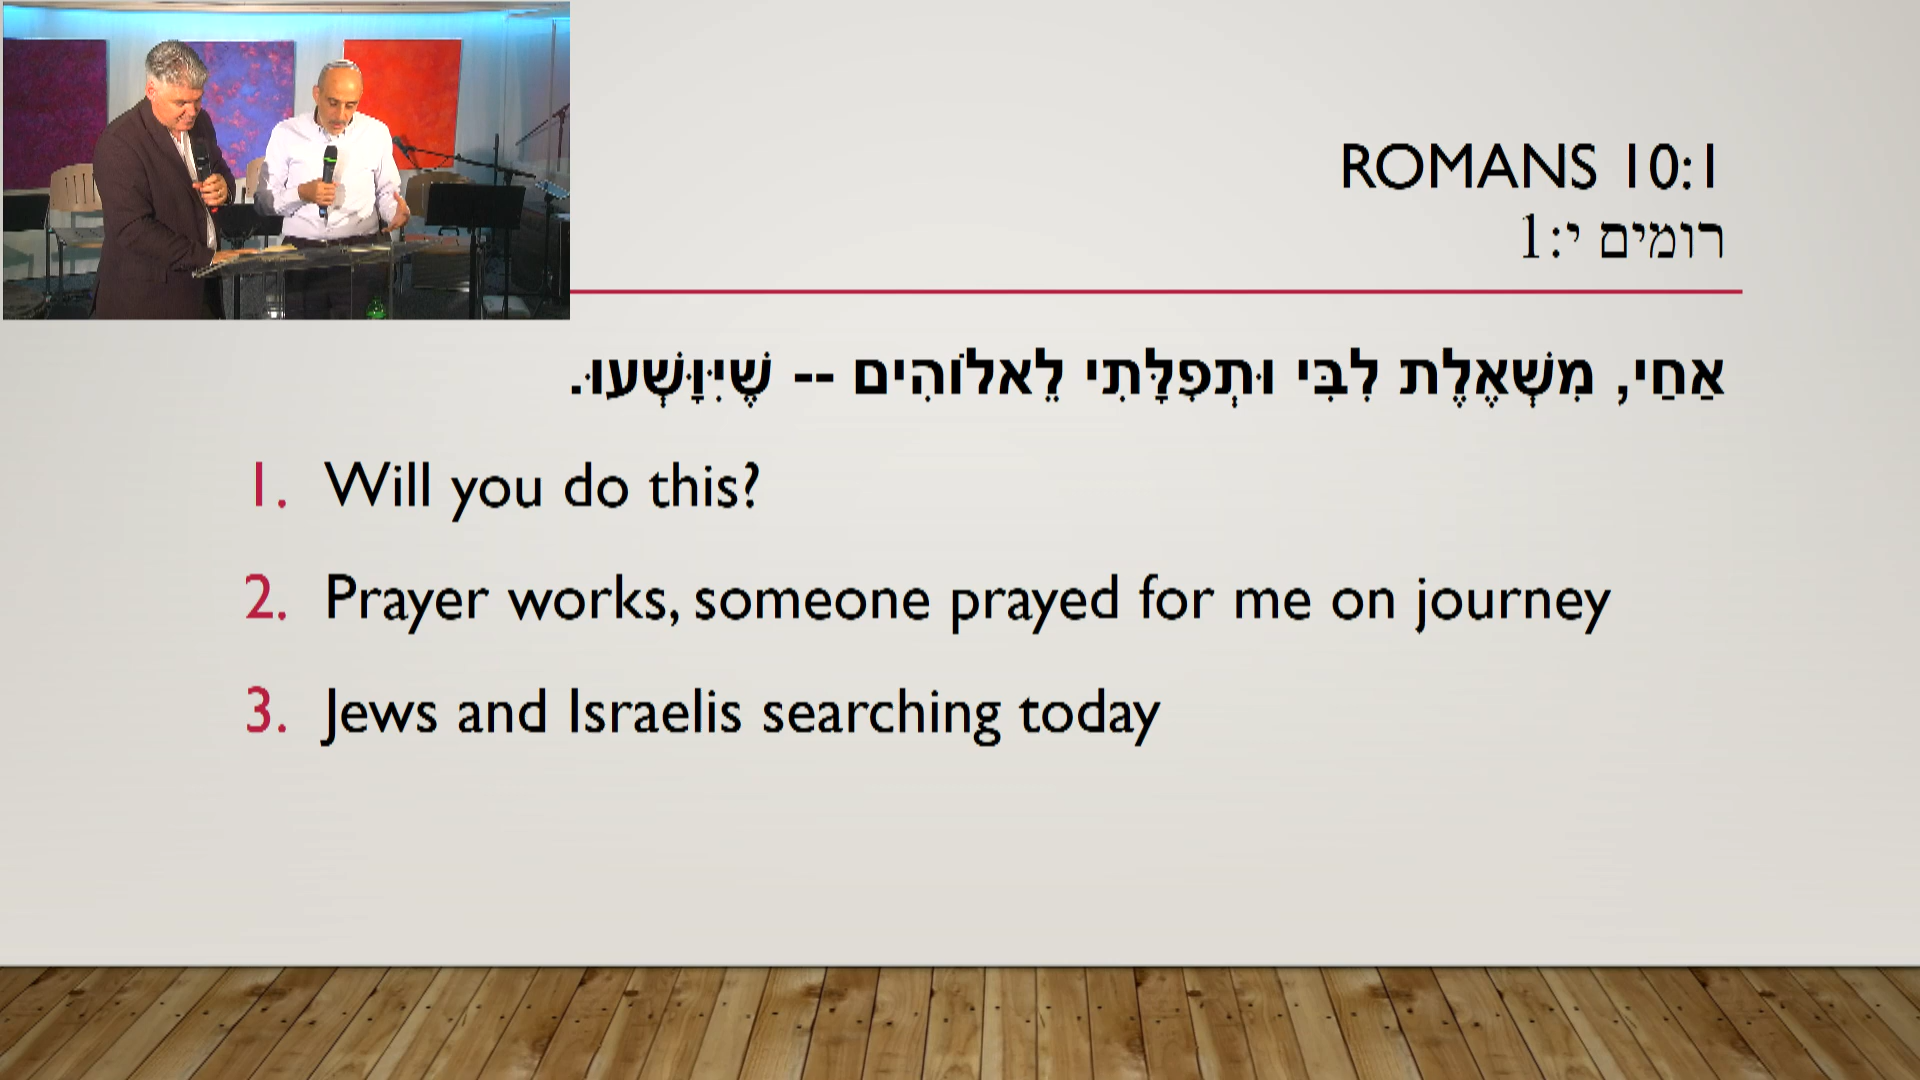 ROMANS 10:1
רומים י:1
אַחַי, מִשְׁאֶלֶת לִבִּי וּתְפִלָּתִי לֵאלוֹהִים -- שֶׁיִּוָּשְׁעוּ.
1. Will you do this?
2. Prayer works, someone prayed for me on journey
3. Jews and Israelis searching today